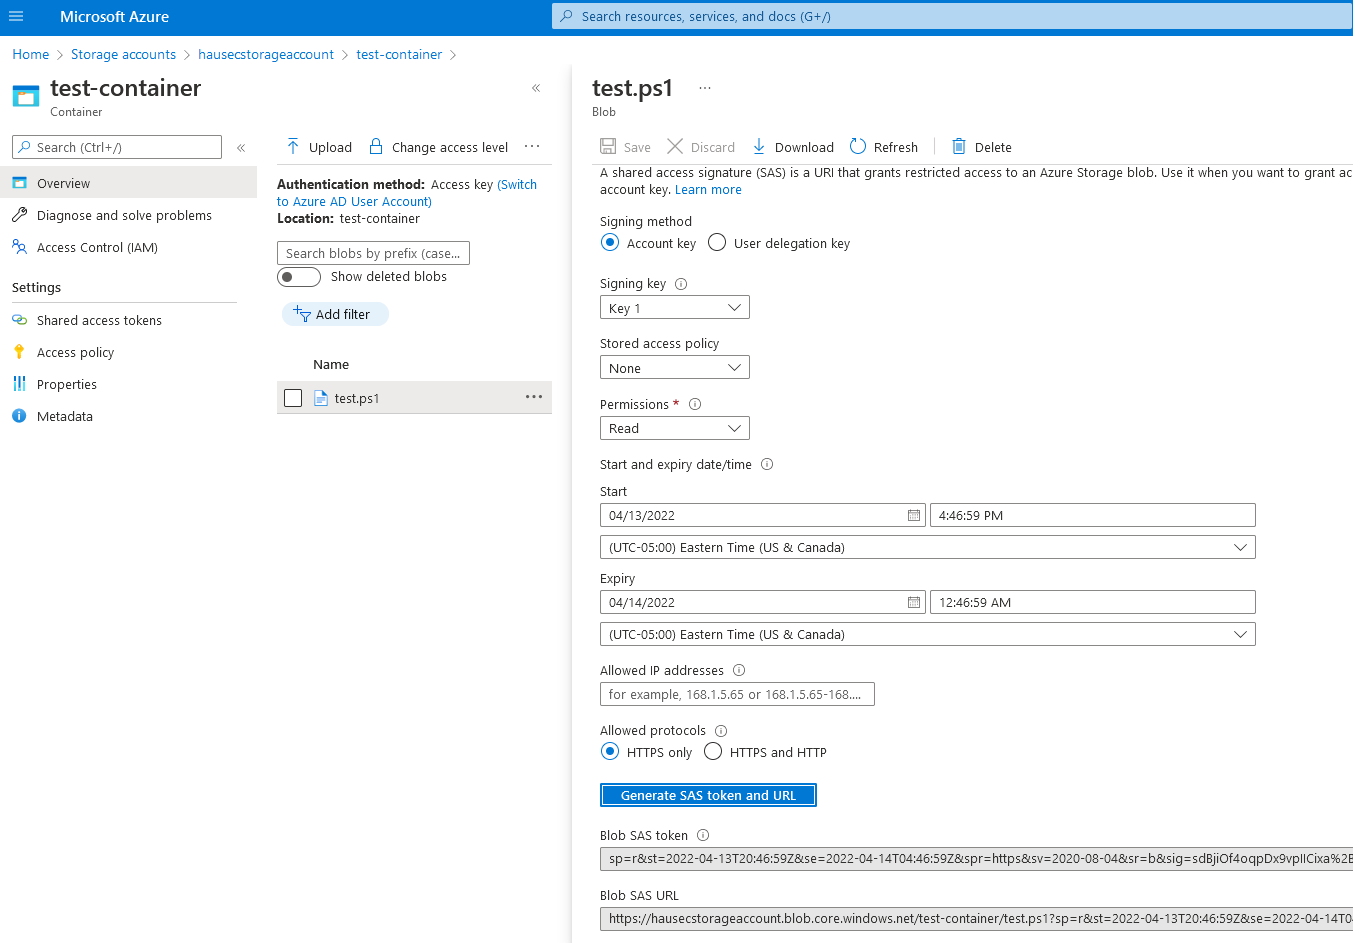 Microsoft Azure
Search resources, services, and docs (G+/)
Home > Storage accounts > hausecstorageaccount > test-container >
test-container
Container
«
Search (Ctrl+/)
«
Overview
Diagnose and solve problems
Access Control (IAM)
Settings
Shared access tokens
Access policy
Properties
Metadata
Upload
Change access level
...
Authentication method: Access key (Switch
to Azure AD User Account)
Location: test-container
Search blobs by prefix (case...
Show deleted blobs
Add filter
Name
test.ps1
...
test.ps1
...
Blob
Save
Discard
Download
Refresh
Delete
A shared access signature (SAS) is a URI that grants restricted access to an Azure Storage blob. Use it when you want to grant ac
account key. Learn more
Signing method
Account key
User delegation key
Signing key
Key 1
Stored access policy
None
Permissions *
Read
Start and expiry date/time
Start
04/13/2022
4:46:59 PM
(UTC-05:00) Eastern Time (US & Canada)
Expiry
04/14/2022
12:46:59 AM
(UTC-05:00) Eastern Time (US & Canada)
Allowed IP addresses
for example, 168.1.5.65 or 168.1.5.65-168....
Allowed protocols
HTTPS only
HTTPS and HTTP
Generate SAS token and URL
Blob SAS token
sp=r&st=2022-04-13T20:46:59Z&se=2022-04-14T04:46:59Z&spr=https&sv=2020-08-04&sr=b&sig=sdBjiOf4oqpDx9vpIICixa%2B
Blob SAS URL
https://hausecstorageaccount.blob.core.windows.net/test-container/test.ps1?sp=r&st=2022-04-13T20:46:59Z&se=2022-04-14T04